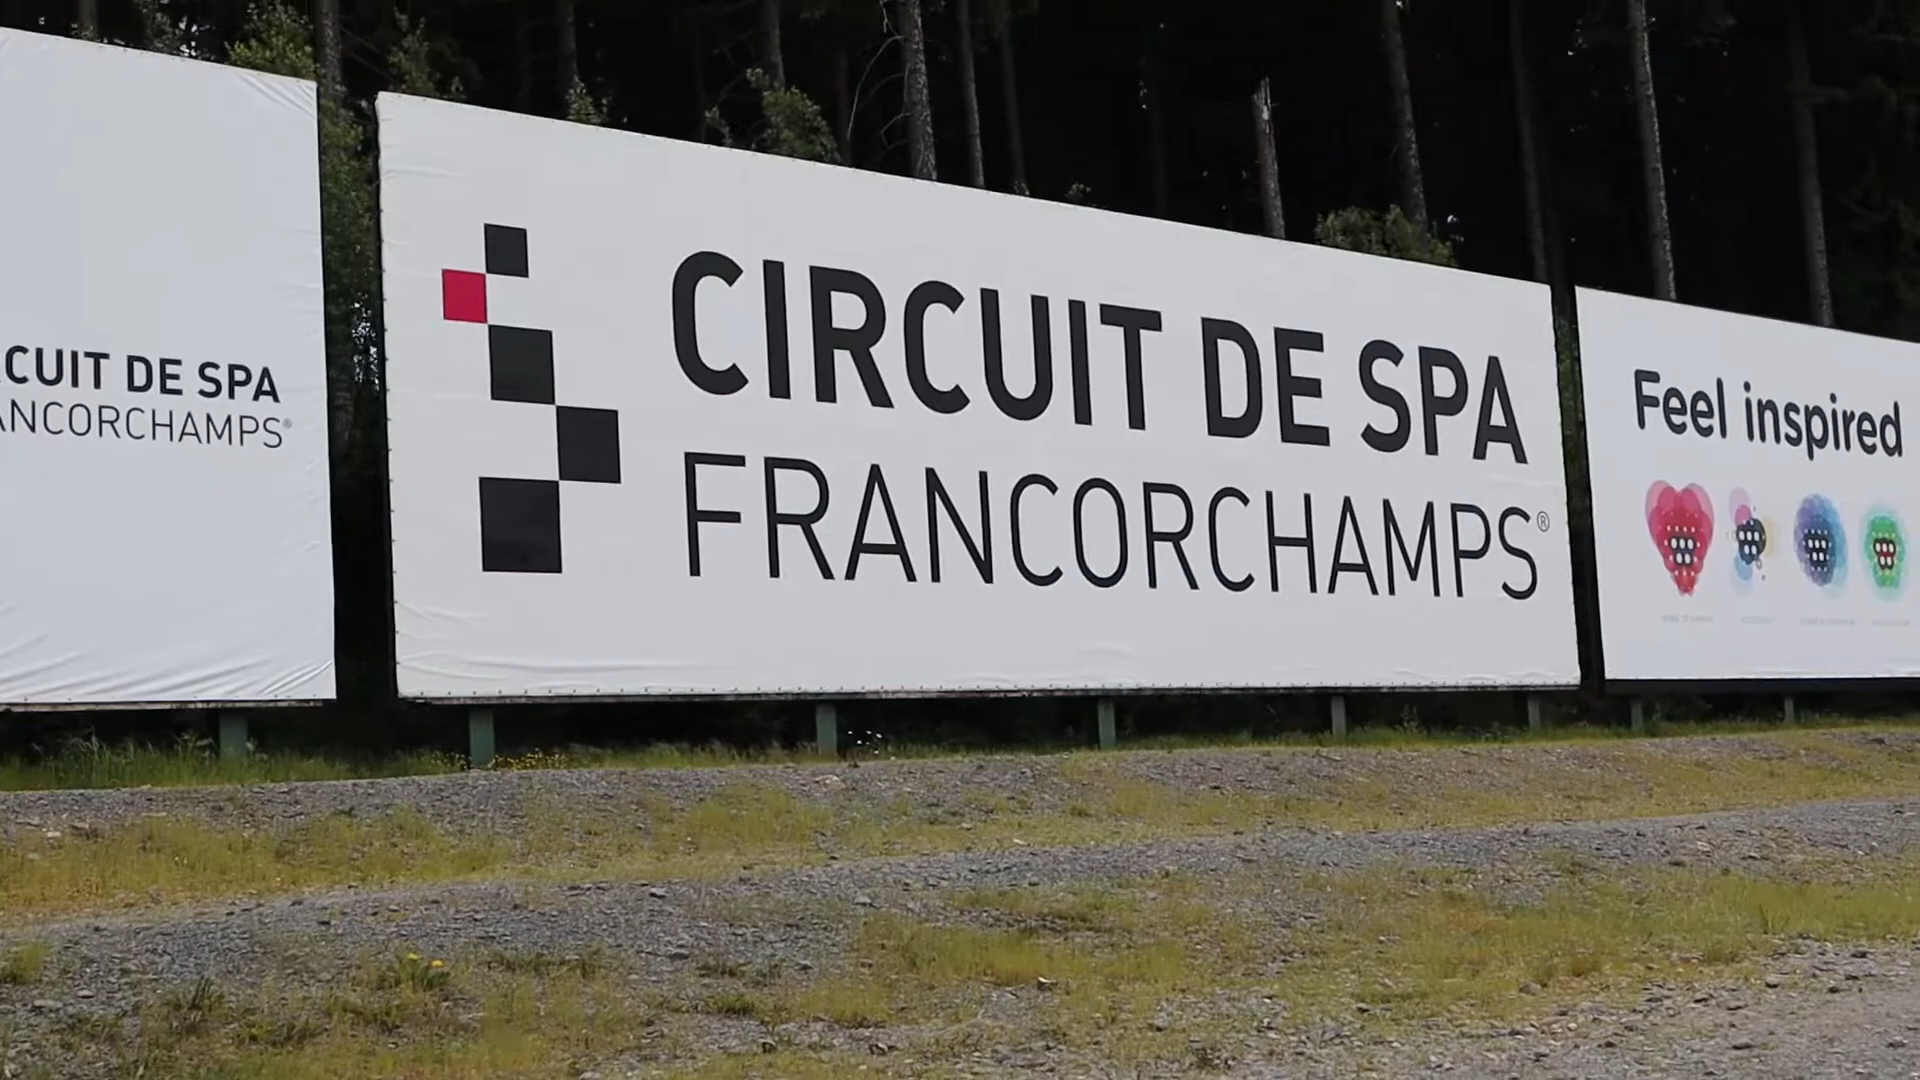 CUIT DE SPA
ANCORCHAMPS®
CIRCUIT DE SPA
FRANCORCHAMPS®
Feel inspired